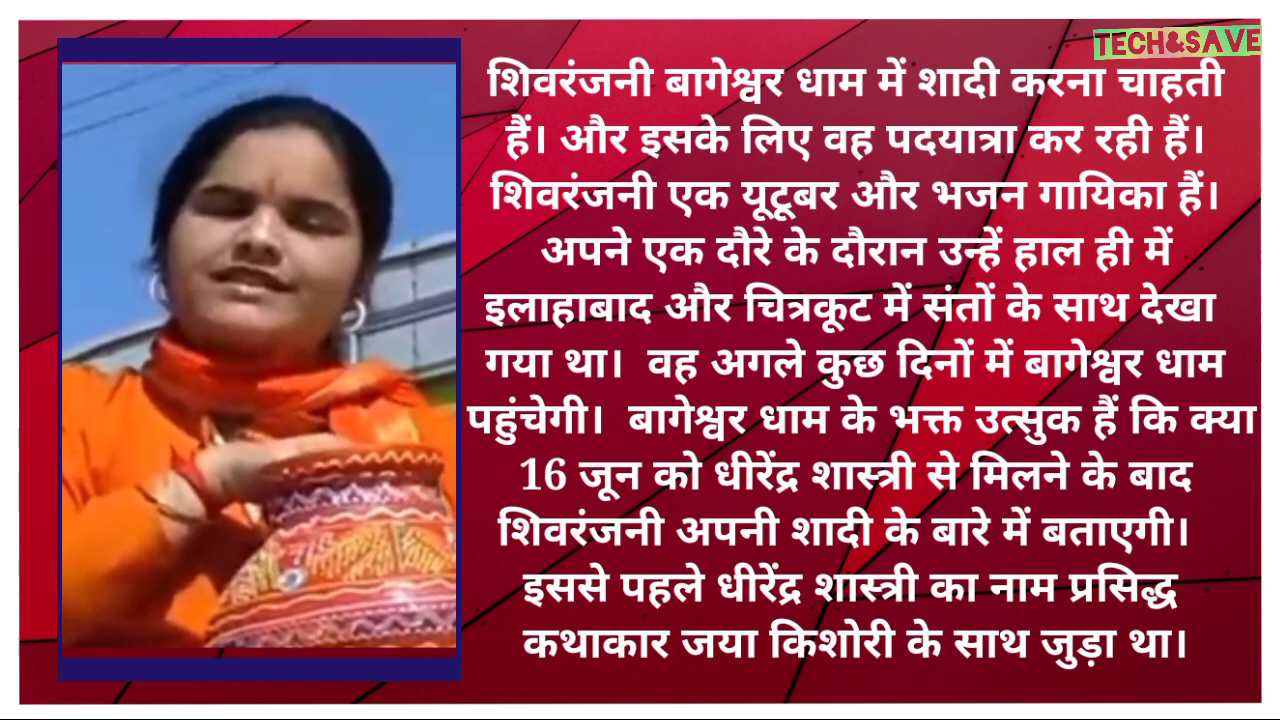 TECH&SAVE
शिवरंजनी बागेश्वर धाम में शादी करना चाहती
हैं। और इसके लिए वह पदयात्रा कर रही हैं।
शिवरंजनी एक यूटूबर और भजन गायिका हैं।
अपने एक दौरे के दौरान उन्हें हाल ही में
इलाहाबाद और चित्रकूट में संतों के साथ देखा
गया था। वह अगले कुछ दिनों में बागेश्वर धाम
पहुंचेगी। बागेश्वर धाम के भक्त उत्सुक हैं कि क्या
16 जून को धीरेंद्र शास्त्री से मिलने के बाद
शिवरंजनी अपनी शादी के बारे में बताएगी।
इससे पहले धीरेंद्र शास्त्री का नाम प्रसिद्ध
कथाकार जया किशोरी के साथ जुड़ा था।